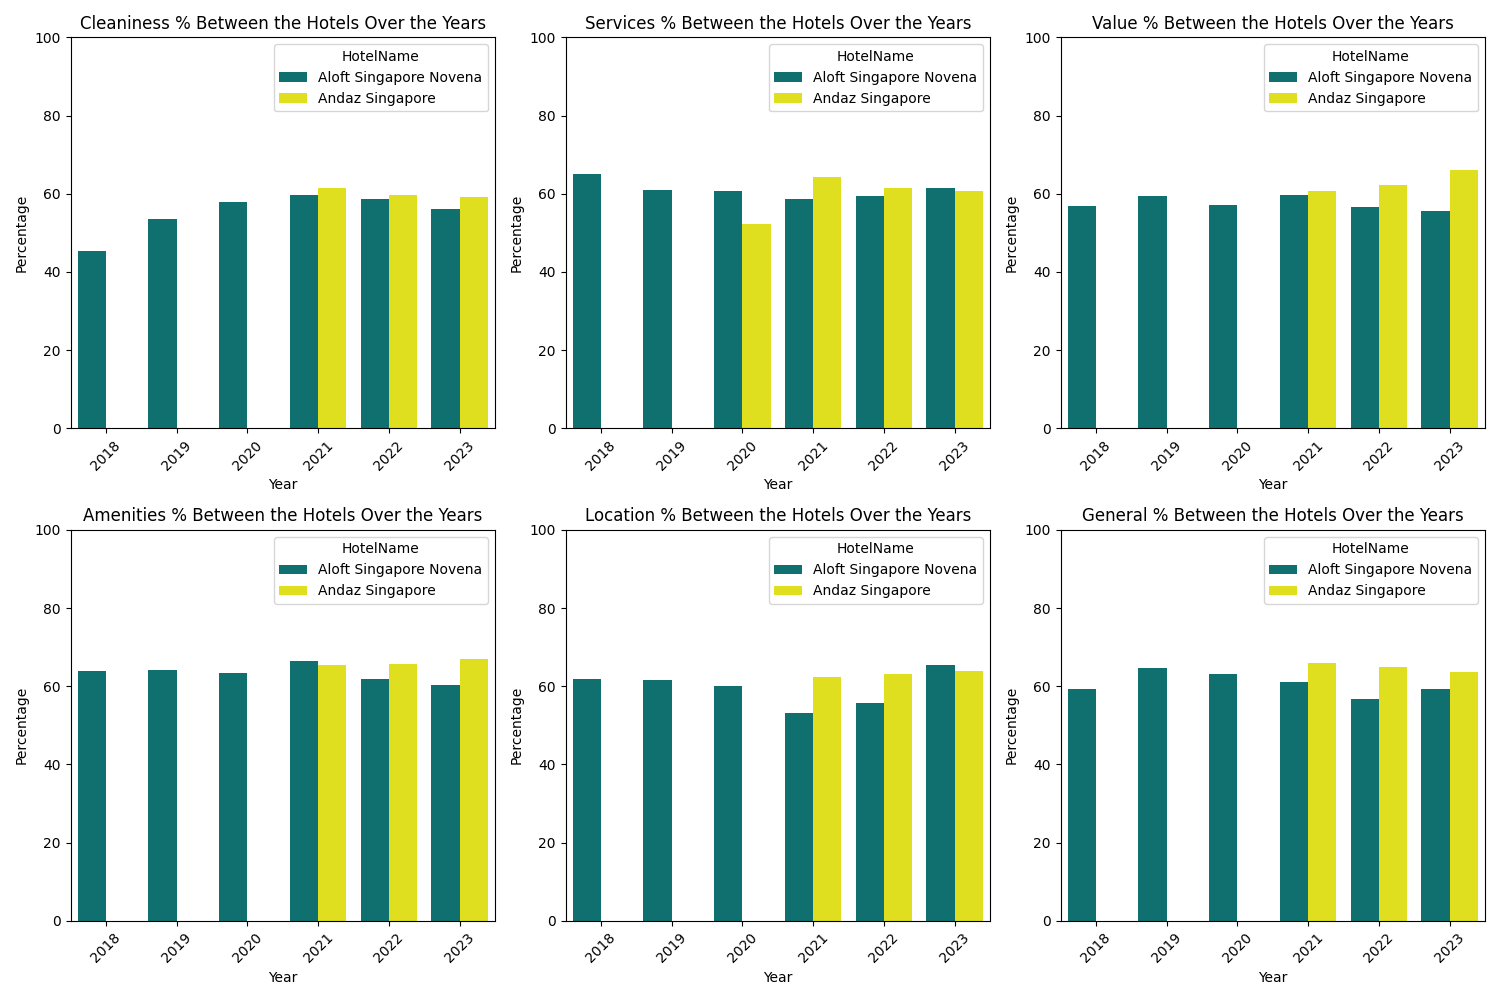 Cleaniness % Between the Hotels Over the Years
HotelName
Aloft Singapore Novena
Andaz Singapore
Percentage
100
80
60
40
20
0
2018
2019
2020
2021
2022
2023
Year
Services % Between the Hotels Over the Years
HotelName
Aloft Singapore Novena
Andaz Singapore
Percentage
100
80
60
40
20
0
2018
2019
2020
2021
2022
2023
Year
Value % Between the Hotels Over the Years
HotelName
Aloft Singapore Novena
Andaz Singapore
Percentage
100
80
60
40
20
0
2018
2019
2020
2021
2022
2023
Year
Amenities % Between the Hotels Over the Years
HotelName
Aloft Singapore Novena
Andaz Singapore
Percentage
100
80
60
40
20
0
2018
2019
2020
2021
2022
2023
Year
Location % Between the Hotels Over the Years
HotelName
Aloft Singapore Novena
Andaz Singapore
Percentage
100
80
60
40
20
0
2018
2019
2020
2021
2022
2023
Year
General % Between the Hotels Over the Years
HotelName
Aloft Singapore Novena
Andaz Singapore
Percentage
100
80
60
40
20
0
2018
2019
2020
2021
2022
2023
Year